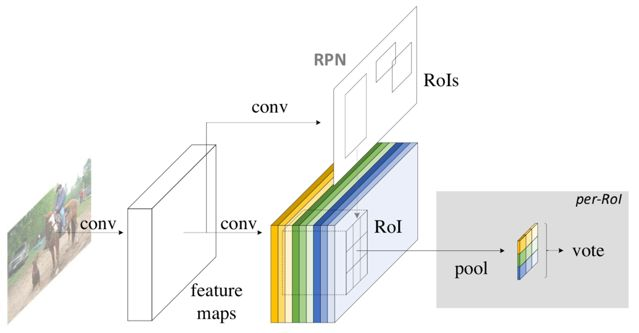 RPN
RoIs
conv
per-RoI
conv
conv
RoI
pool
vote
feature
maps